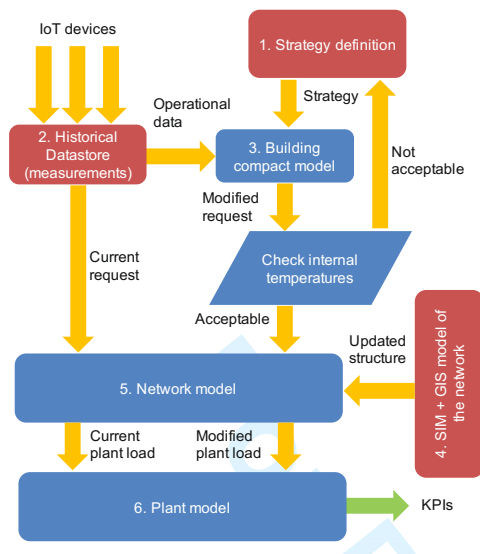 IoT devices
1. Strategy definition
Operational
data
Strategy
2. Historical
Datastore
(measurements)
3. Building
compact model
Not
acceptable
Modified
request
Current
request
Check internal
temperatures
Acceptable
Updated
structure
4. SIM + GIS model of
the network
5. Network model
Current
plant load
Modified
plant load
6. Plant model
KPIs